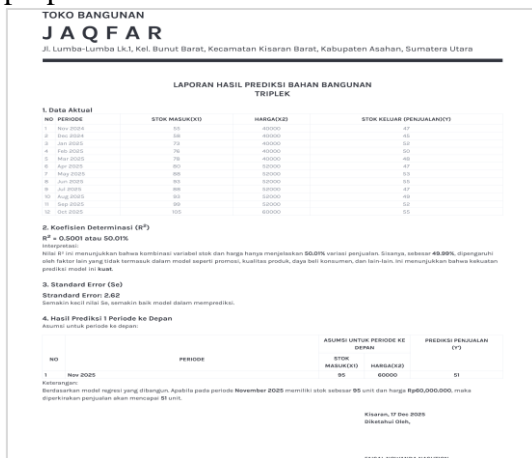 TOKO BANGUNAN
JAQFAR
Jl. Lumba-Lumba Lk.1, Kel. Bunut Barat, Kecamatan Kisaran Barat, Kabupaten Asahan, Sumatera Utara
LAPORAN HASIL PREDIKSI BAHAN BANGUNAN
TRIPLEK
1. Data Aktual
NO PERIODE STOK MASUK(X1) HARGA(X2) STOK KELUAR (PENJUALAN)(Y)
1 Nov 2024 40000 47
2 Dec 2024 40000 45
3 Jan 2025 72 40000 52
4 Feb 2025 76 40000 50
5 Mar 2025 78 40000 48
6 Apr 2025 80 52000 47
7 May 2025 52000 53
8 Jun 2025 52000 55
9 Jul 2025 52000 47
10 Aug 2025 52000 48
11 Sep 2025 52000 52
12 Oct 2025 105 60000 55
2. Koefisien Determinasi (R²)
R² = 0.5001 atau 50.01%
Interpretasi:
Nilai R² ini menunjukkan bahwa kombinasi variabel stok dan harga hanya menjelaskan 50.01% variasi penjualan. Sisanya, sebesar 49.99%, dipengaruhi
oleh faktor lain yang tidak termasuk dalam model seperti promosi, kualitas produk, daya beli konsumen, dan lain-lain. Ini menunjukkan bahwa kekuatan
prediksi model ini kuat.
3. Standard Error (Se)
Strandard Error: 2.62
Semakin kecil nilai Se, semakin baik model dalam memprediksi.
4. Hasil Prediksi 1 Periode ke Depan
Asumsi untuk periode ke depan:
NO PERIODE ASUMSI UNTUK PERIODE KE DEPAN PREDIKSI PENJUALAN (Y')
STOK MASUK(X1) HARGA(X2)
1 Nov 2025 95 60000 51
Keterangan:
Berdasarkan model regresi yang dibangun. Apabila pada periode November 2025 memiliki stok sebesar 95 unit dan harga Rp60,000.000, maka
diperkirakan penjualan akan mencapai 51 unit.
Kisaran, 17 Dec 2025
Diketahui Oleh,